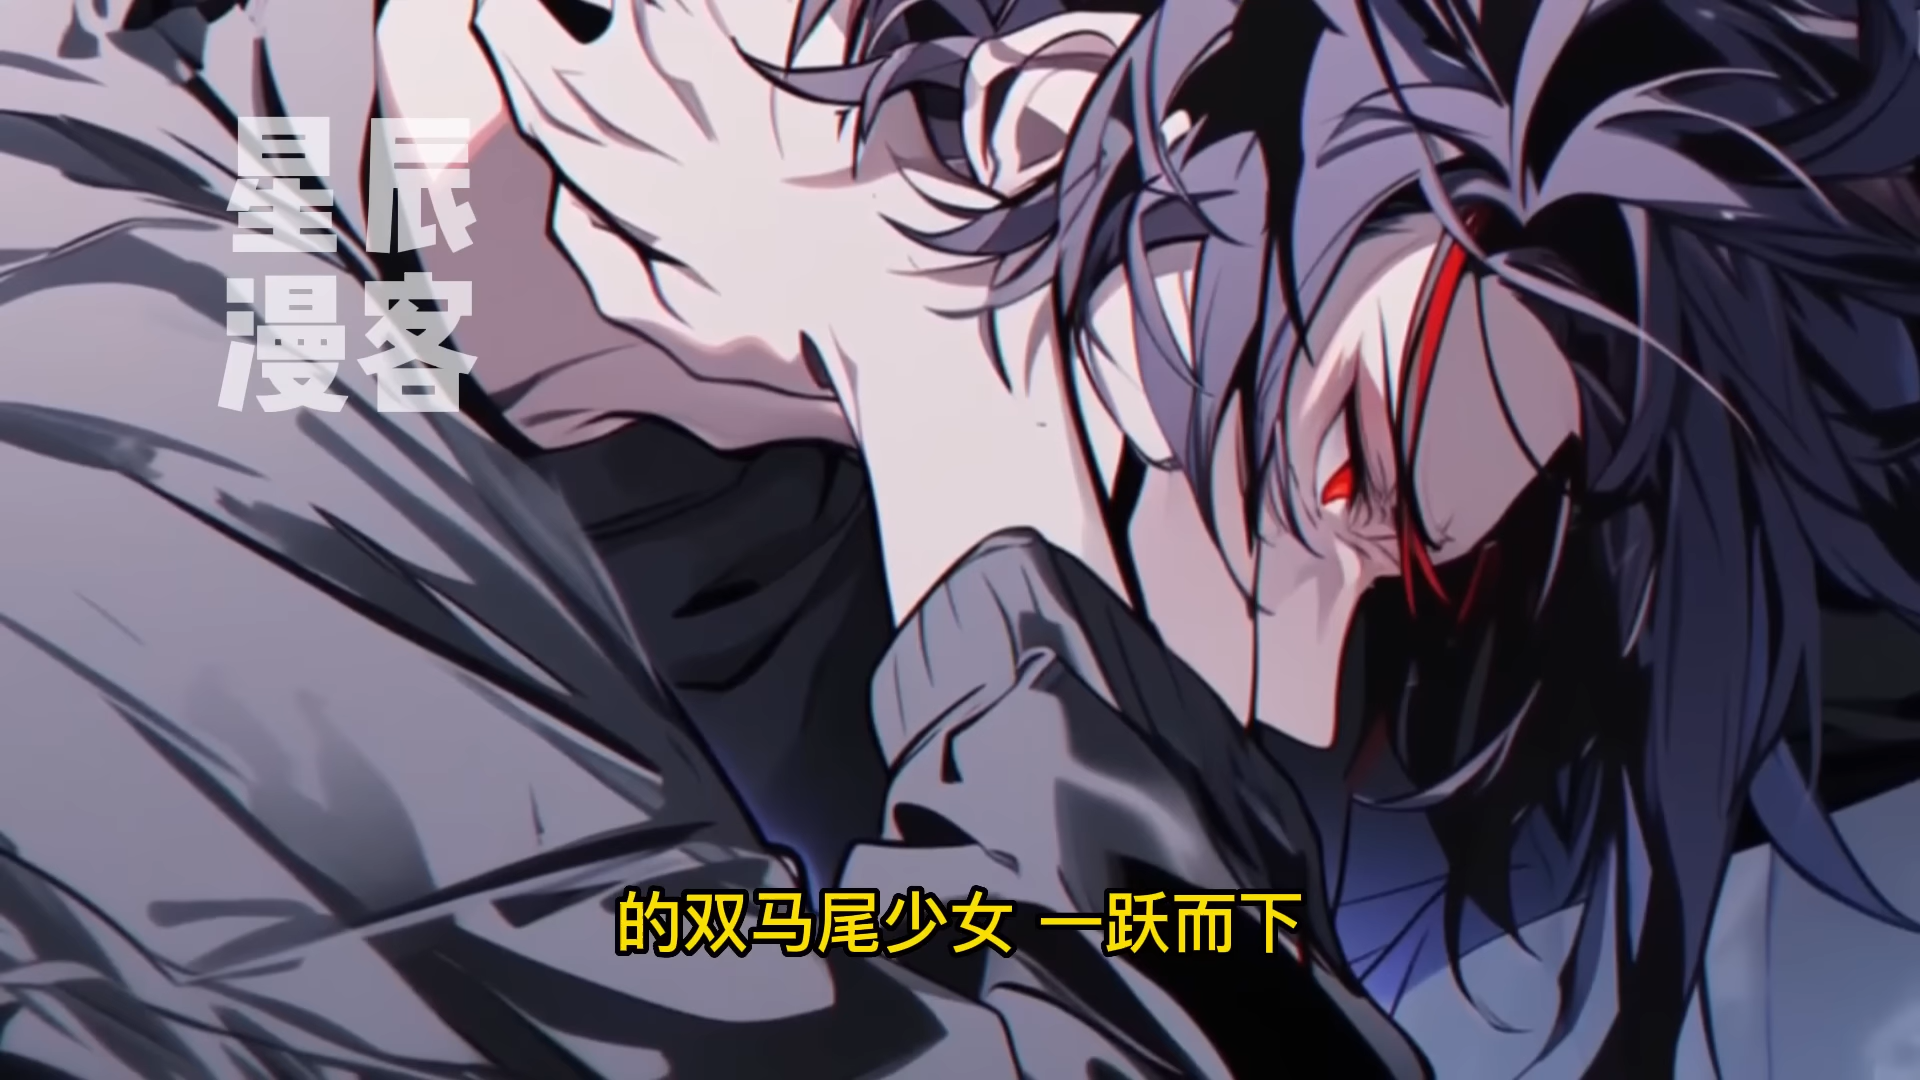 星辰
漫客
的双马尾少女 一跃而下